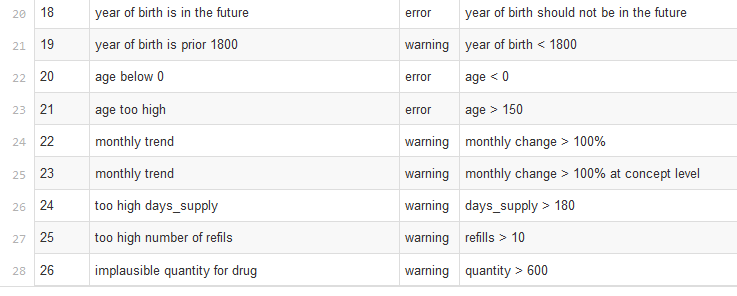 20 18 year of birth is in the future error year of birth should not be in the future
21 19 year of birth is prior 1800 warning year of birth < 1800
22 20 age below 0 error age < 0
23 21 age too high error age > 150
24 22 monthly trend warning monthly change > 100%
25 23 monthly trend warning monthly change > 100% at concept level
26 24 too high days_supply warning days_supply > 180
27 25 too high number of refils warning refills > 10
28 26 implausible quantity for drug warning quantity > 600